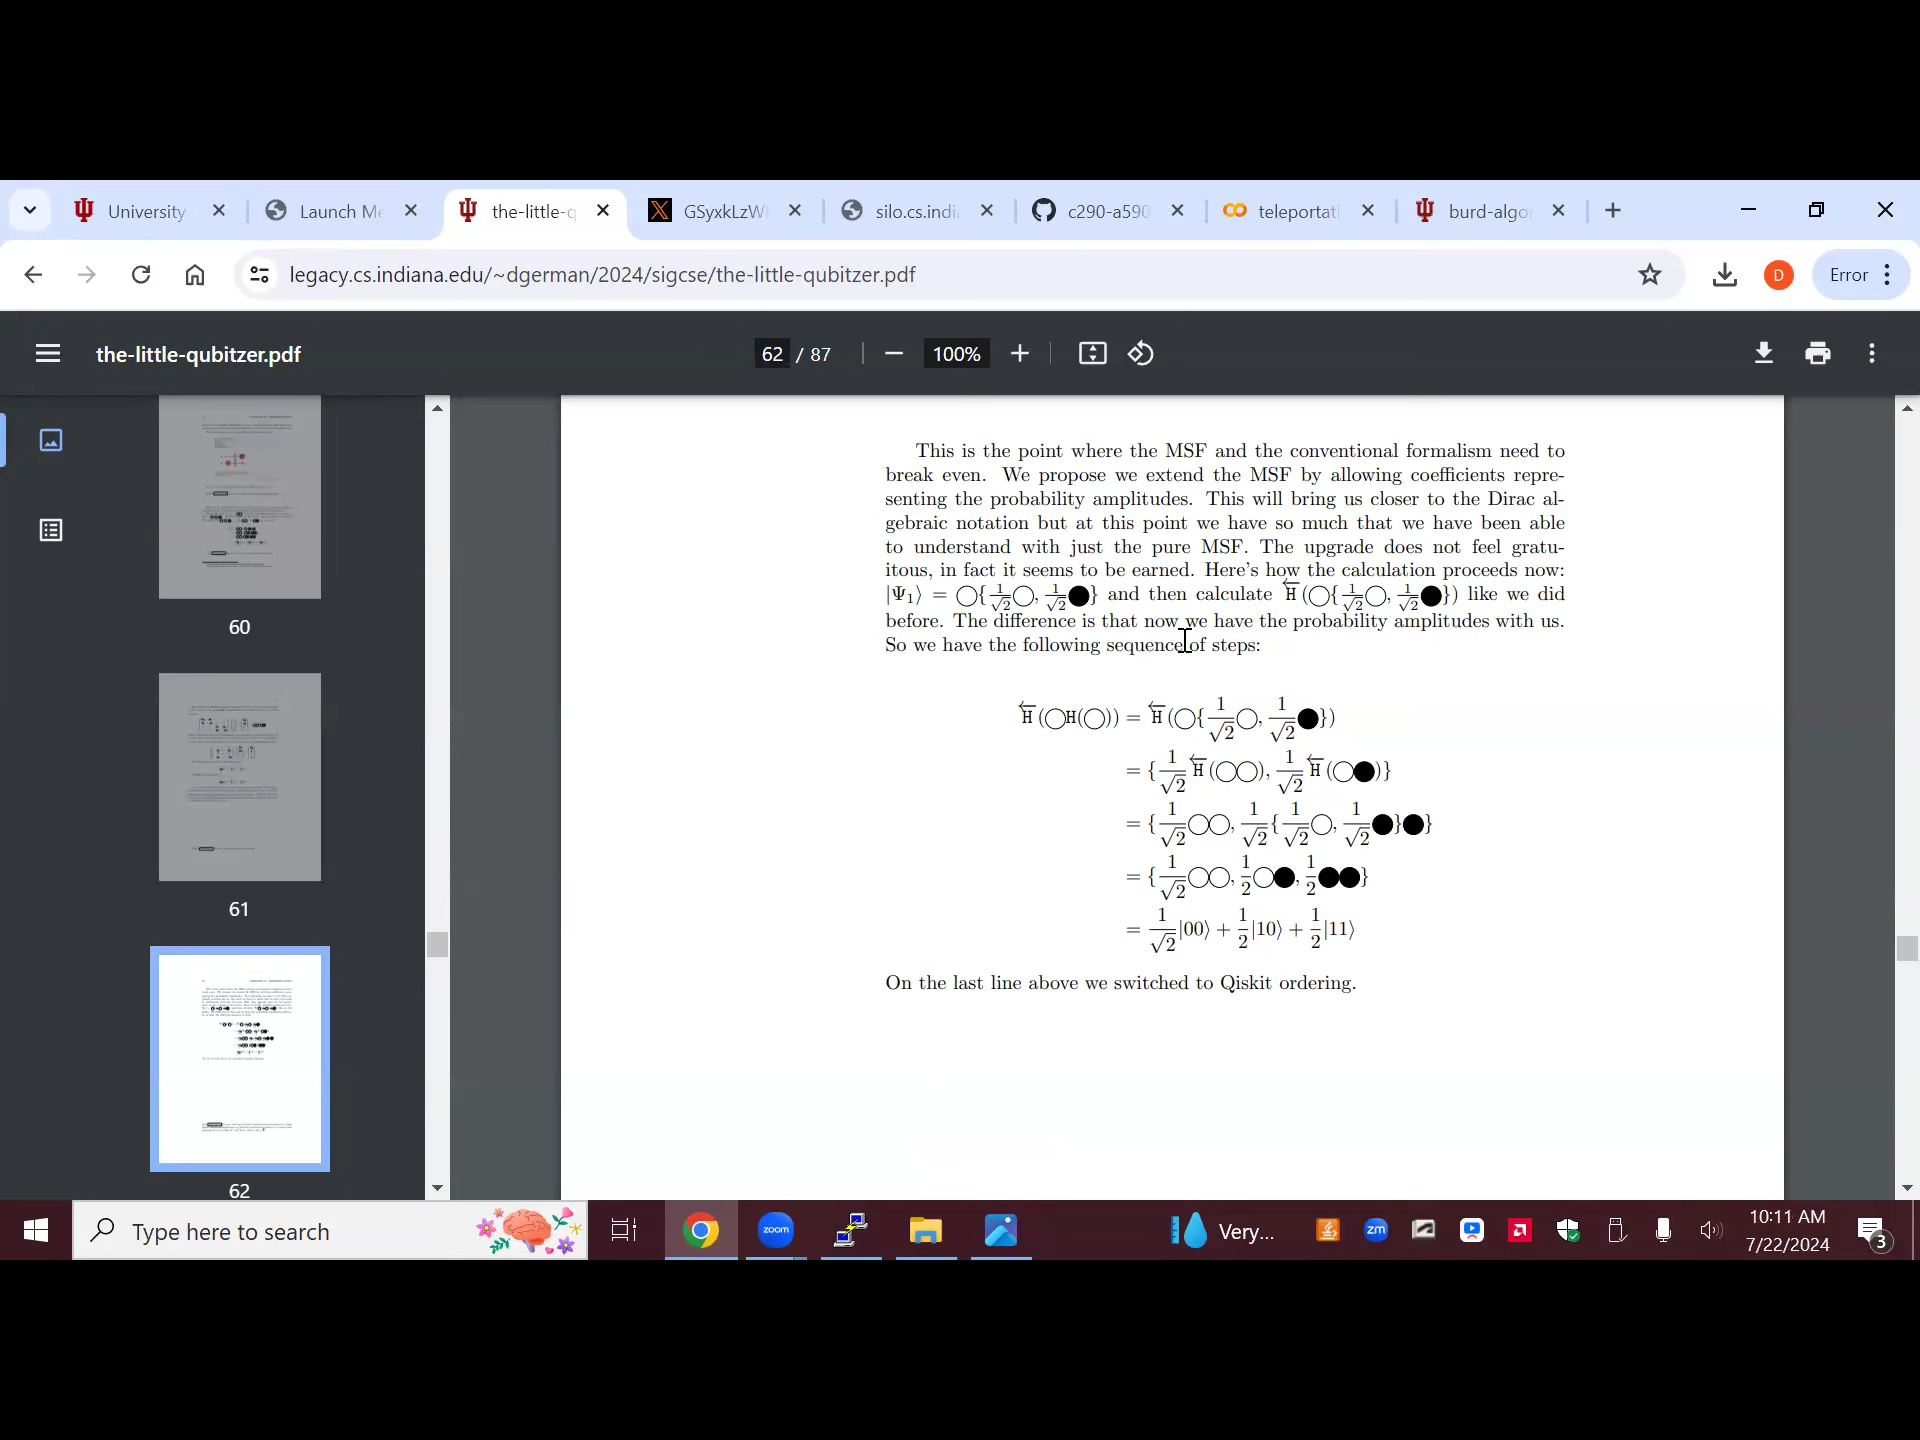 University
Launch Me
the-little-q
GSyxkLzW
silo.cs.indi
c290-a590
teleportati
burd-algo
legacy.cs.indiana.edu/~dgerman/2024/sigcse/the-little-qubitzer.pdf
D
Error
the-little-qubitzer.pdf
62 / 87
100%
60
61
62
This is the point where the MSF and the conventional formalism need to
break even. We propose we extend the MSF by allowing coefficients repre-
senting the probability amplitudes. This will bring us closer to the Dirac al-
gebraic notation but at this point we have so much that we have been able
to understand with just the pure MSF. The upgrade does not feel gratu-
itous, in fact it seems to be earned. Here's how the calculation proceeds now:
|Ψ₁⟩ = ◯{1/√2◯, 1/√2●} and then calculate H⃖(◯{1/√2◯, 1/√2●}) like we did
before. The difference is that now we have the probability amplitudes with us.
So we have the following sequence of steps:
H⃖(◯H(◯)) = H⃖(◯{1/√2◯, 1/√2●})
= {1/√2H⃖(◯◯), 1/√2H⃖(◯●)}
= {1/√2◯◯, 1/√2{1/√2◯, 1/√2●}●}
= {1/√2◯◯, 1/2◯●, 1/2●●}
= 1/√2|00⟩ + 1/2|10⟩ + 1/2|11⟩
On the last line above we switched to Qiskit ordering.
Type here to search
zoom
Very...
zm
10:11 AM
7/22/2024
3